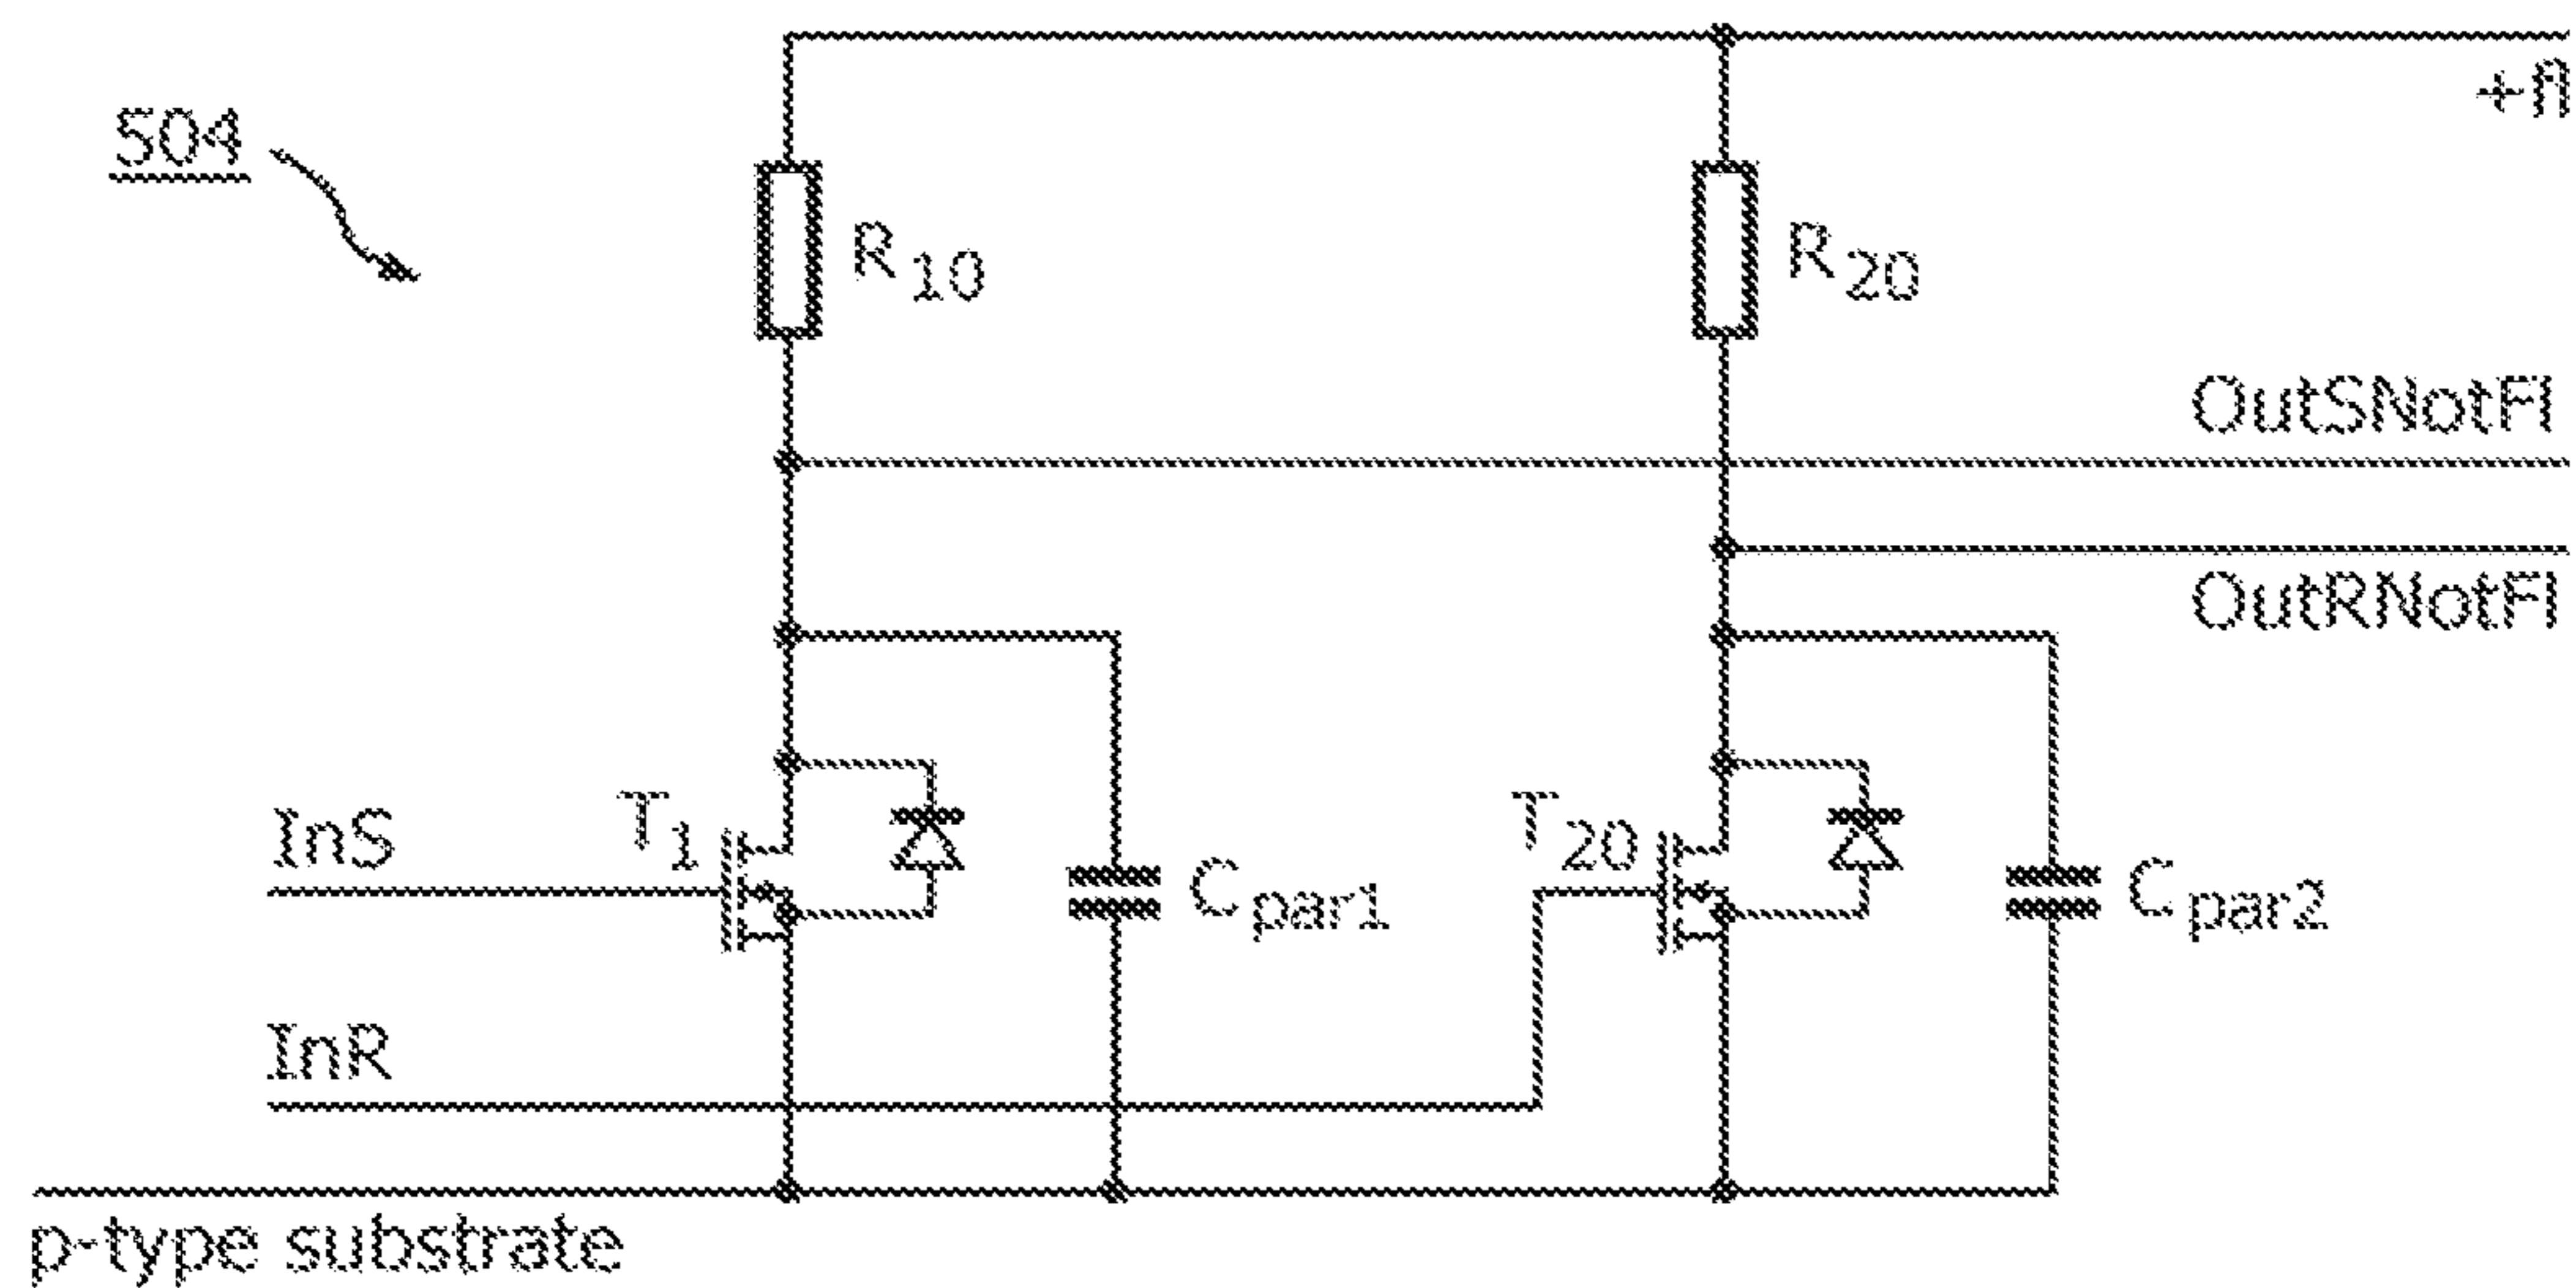 504
+fl
R10
R20
OutSNotFl
OutRNotFl
InS
T1
Cpar1
T20
Cpar2
InR
p-type substrate